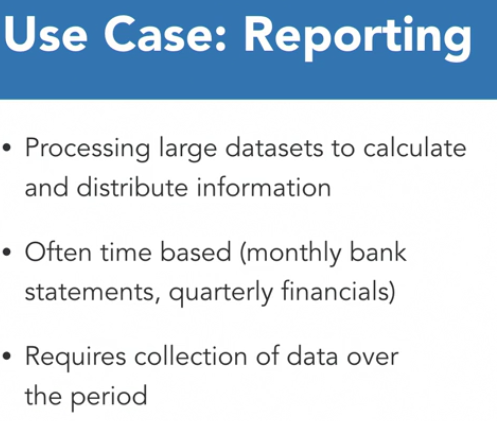 Use Case: Reporting
• Processing large datasets to calculate
and distribute information
• Often time based (monthly bank
statements, quarterly financials)
• Requires collection of data over
the period